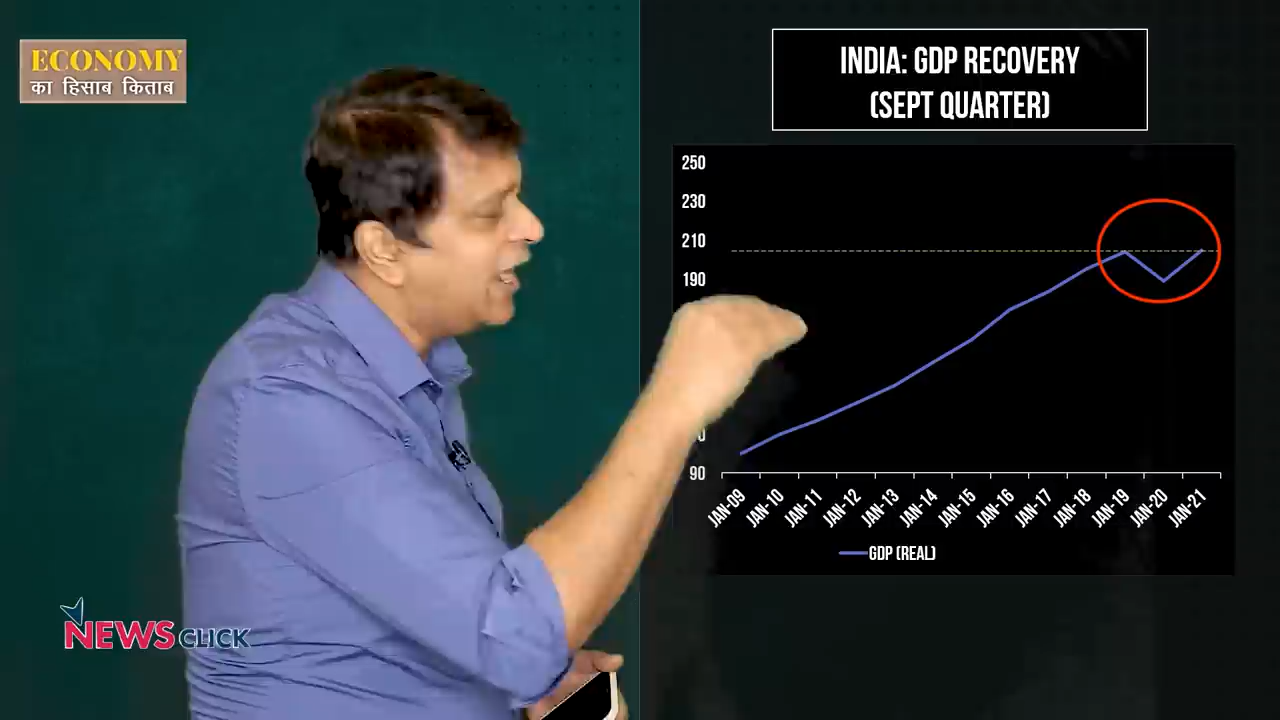 ECONOMY
का हिसाब किताब
INDIA: GDP RECOVERY
(SEPT QUARTER)
250
230
210
190
0
90
JAN-09
JAN-10
JAN-11
JAN-12
JAN-13
JAN-14
JAN-15
JAN-16
JAN-17
JAN-18
JAN-19
JAN-20
JAN-21
GDP (REAL)
NEWSCLICK